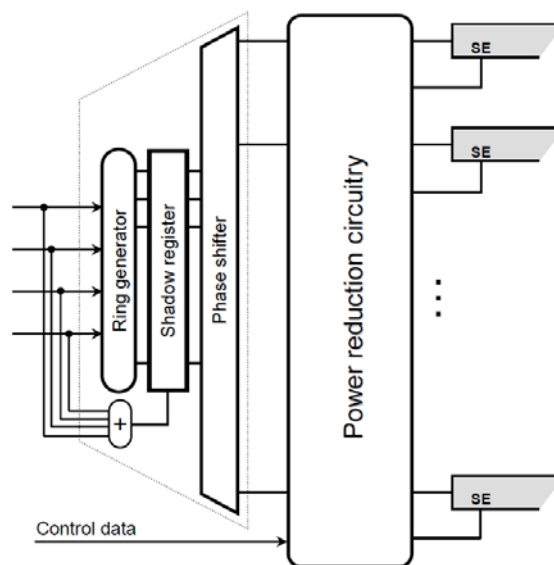 SE
SE
Ring generator
Shadow register
Phase shifter
Power reduction circuitry
...
+
SE
Control data